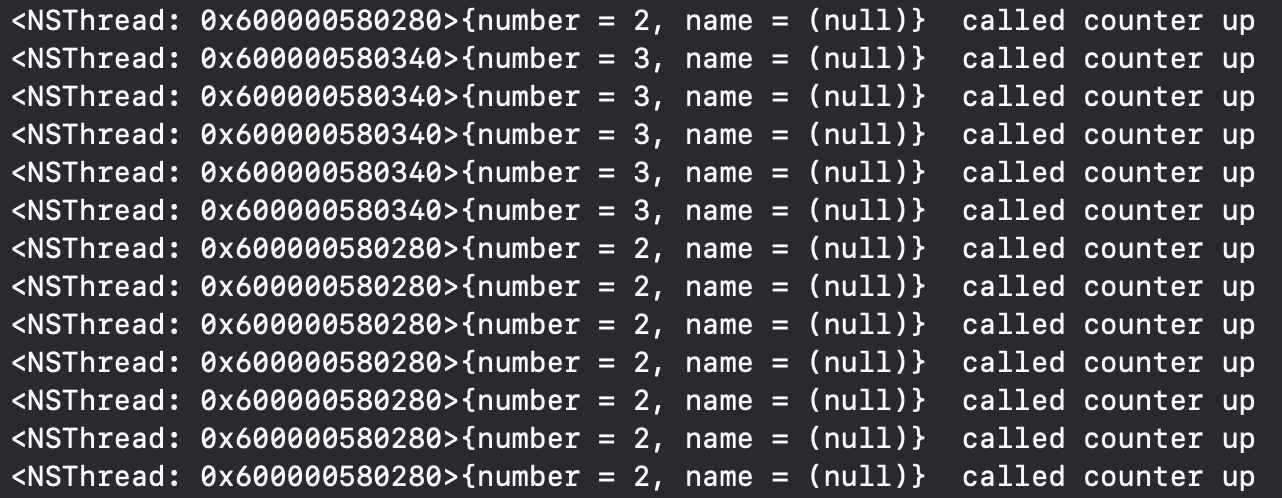 <NSThread: 0x600000580280>{number = 2, name = (null)}  called counter up
<NSThread: 0x600000580340>{number = 3, name = (null)}  called counter up
<NSThread: 0x600000580340>{number = 3, name = (null)}  called counter up
<NSThread: 0x600000580340>{number = 3, name = (null)}  called counter up
<NSThread: 0x600000580340>{number = 3, name = (null)}  called counter up
<NSThread: 0x600000580340>{number = 3, name = (null)}  called counter up
<NSThread: 0x600000580280>{number = 2, name = (null)}  called counter up
<NSThread: 0x600000580280>{number = 2, name = (null)}  called counter up
<NSThread: 0x600000580280>{number = 2, name = (null)}  called counter up
<NSThread: 0x600000580280>{number = 2, name = (null)}  called counter up
<NSThread: 0x600000580280>{number = 2, name = (null)}  called counter up
<NSThread: 0x600000580280>{number = 2, name = (null)}  called counter up
<NSThread: 0x600000580280>{number = 2, name = (null)}  called counter up